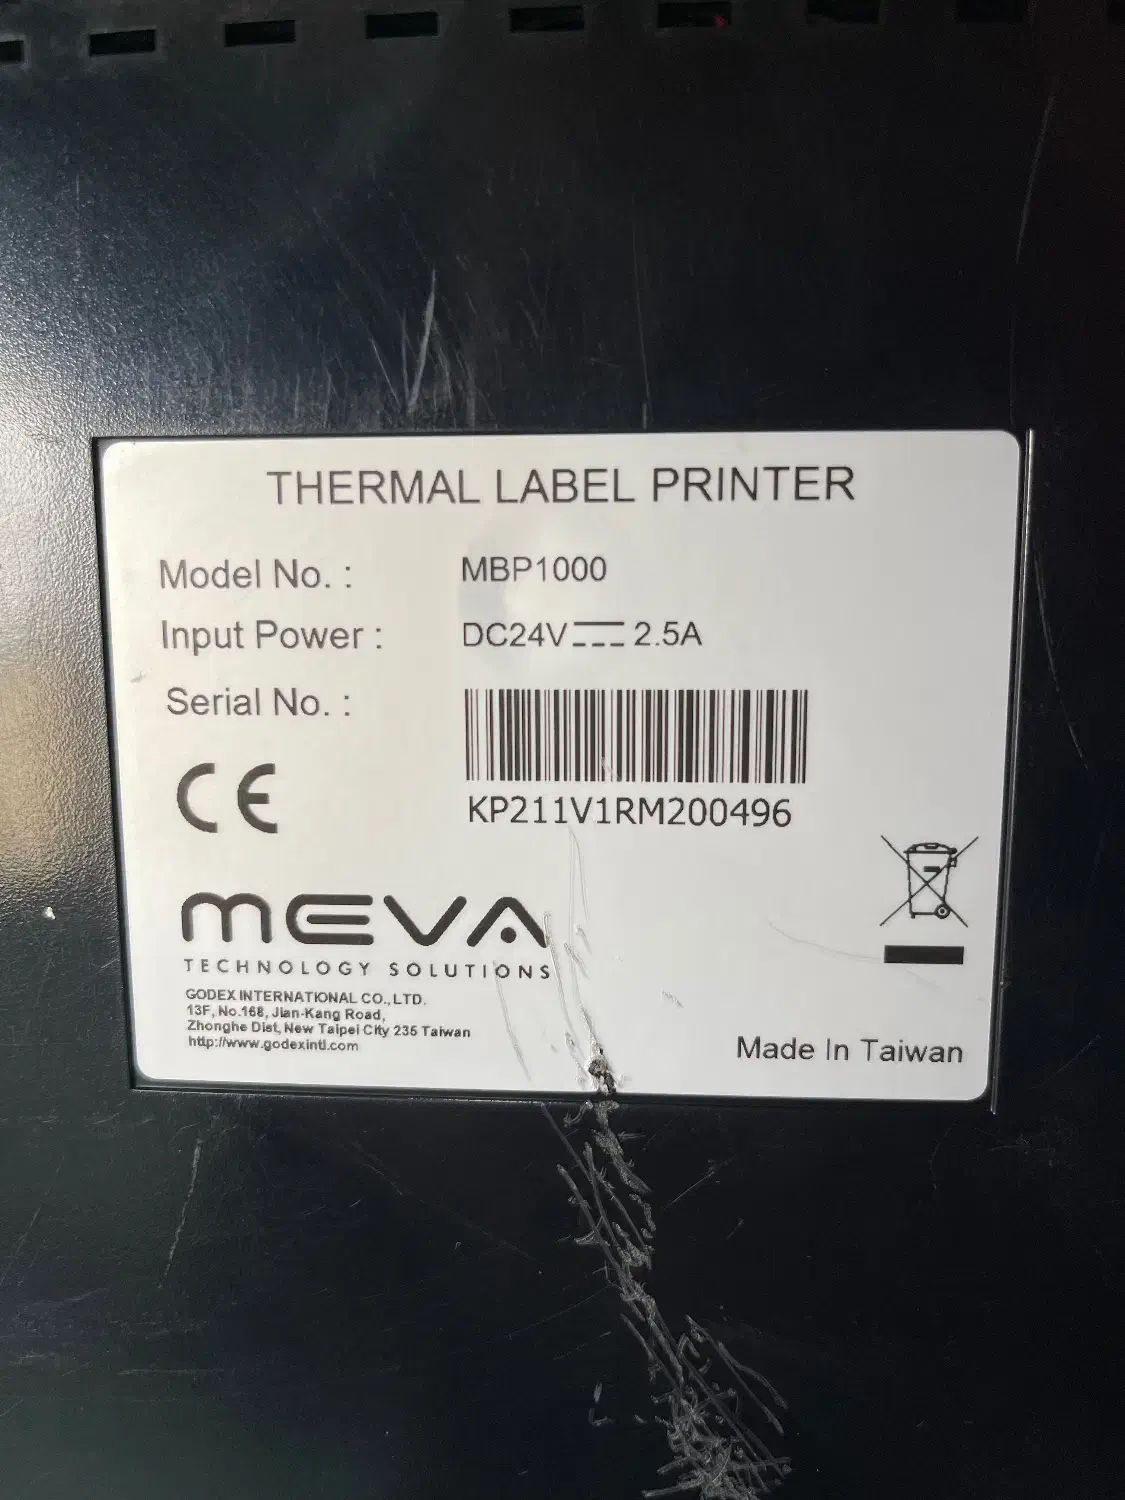 THERMAL LABEL PRINTER
Model No. : MBP1000
Input Power : DC24V⎓2.5A
Serial No. :
KP211V1RM200496
CE
MEVA
TECHNOLOGY SOLUTIONS
GODEX INTERNATIONAL CO., LTD.
13F, No.168, Jian-Kang Road,
Zhonghe Dist, New Taipei City 235 Taiwan
http://www.godexintl.com
Made In Taiwan